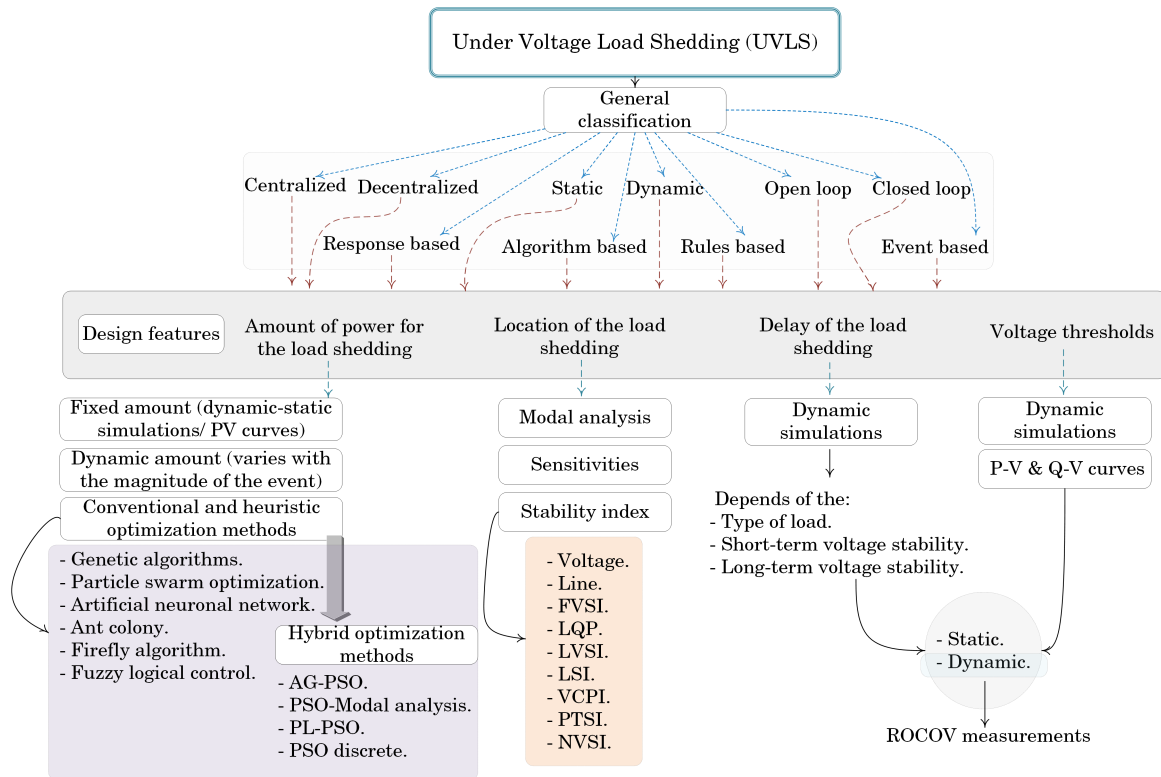 Under Voltage Load Shedding (UVLS)
General
classification
Centralized
Decentralized
Static
Dynamic
Open loop
Closed loop
Response based
Algorithm based
Rules based
Event based
Design features
Amount of power for
the load shedding
Location of the load
shedding
Delay of the load
shedding
Voltage thresholds
Fixed amount (dynamic-static
simulations/ PV curves)
Dynamic amount (varies with
the magnitude of the event)
Conventional and heuristic
optimization methods
- Genetic algorithms.
- Particle swarm optimization.
- Artificial neuronal network.
- Ant colony.
- Firefly algorithm.
- Fuzzy logical control.
Hybrid optimization
methods
- AG-PSO.
- PSO-Modal analysis.
- PL-PSO.
- PSO discrete.
Modal analysis
Sensitivities
Stability index
- Voltage.
- Line.
- FVSI.
- LQP.
- LVSI.
- LSI.
- VCPI.
- PTSI.
- NVSI.
Dynamic
simulations
Depends of the:
- Type of load.
- Short-term voltage stability.
- Long-term voltage stability.
Dynamic
simulations
P-V & Q-V curves
- Static.
- Dynamic.
ROCOV measurements